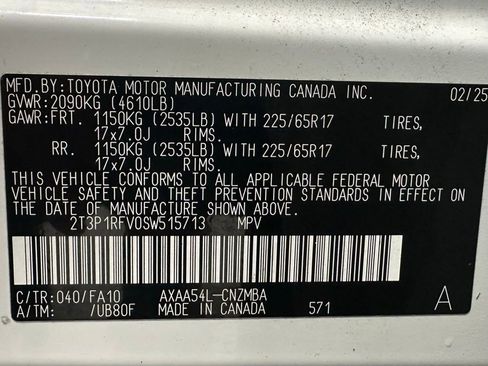 MFD.BY:TOYOTA MOTOR MANUFACTURING CANADA INC. 02/25
GVWR:2090KG (4610LB)
GAWR:FRT. 1150KG (2535LB) WITH 225/65R17 TIRES,
17x7.0J RIMS.
RR. 1150KG (2535LB) WITH 225/65R17 TIRES,
17x7.0J RIMS.
THIS VEHICLE CONFORMS TO ALL APPLICABLE FEDERAL MOTOR
VEHICLE SAFETY AND THEFT PREVENTION STANDARDS IN EFFECT ON
THE DATE OF MANUFACTURE SHOWN ABOVE.
2T3P1RFV0SW515713 MPV
C/TR:040/FA10 AXAA54L-CNZMBA
A/TM: /UB80F MADE IN CANADA 571 A